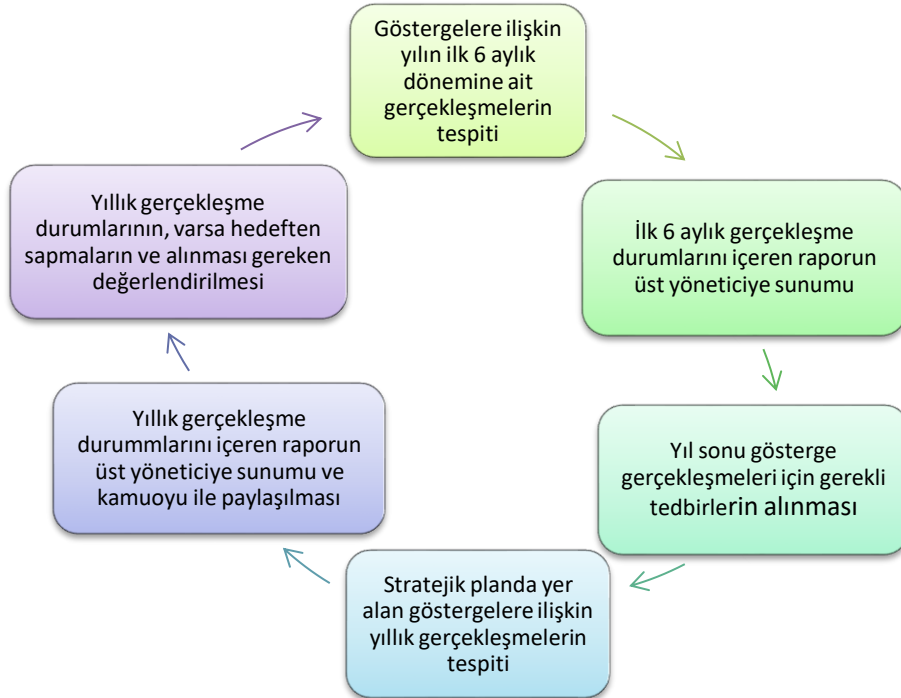 Göstergelere ilişkin
yılın ilk 6 aylık
dönemine ait
gerçekleşmelerin
tespiti
İlk 6 aylık gerçekleşme
durumlarını içeren raporun
üst yöneticiye sunumu
Yıl sonu gösterge
gerçekleşmeleri için gerekli
tedbirlerin alınması
Stratejik planda yer
alan göstergelere ilişkin
yıllık gerçekleşmelerin
tespiti
Yıllık gerçekleşme
durummlarını içeren raporun
üst yöneticiye sunumu ve
kamuoyu ile paylaşılması
Yıllık gerçekleşme
durumlarının, varsa hedeften
sapmaların ve alınması gereken
değerlendirilmesi